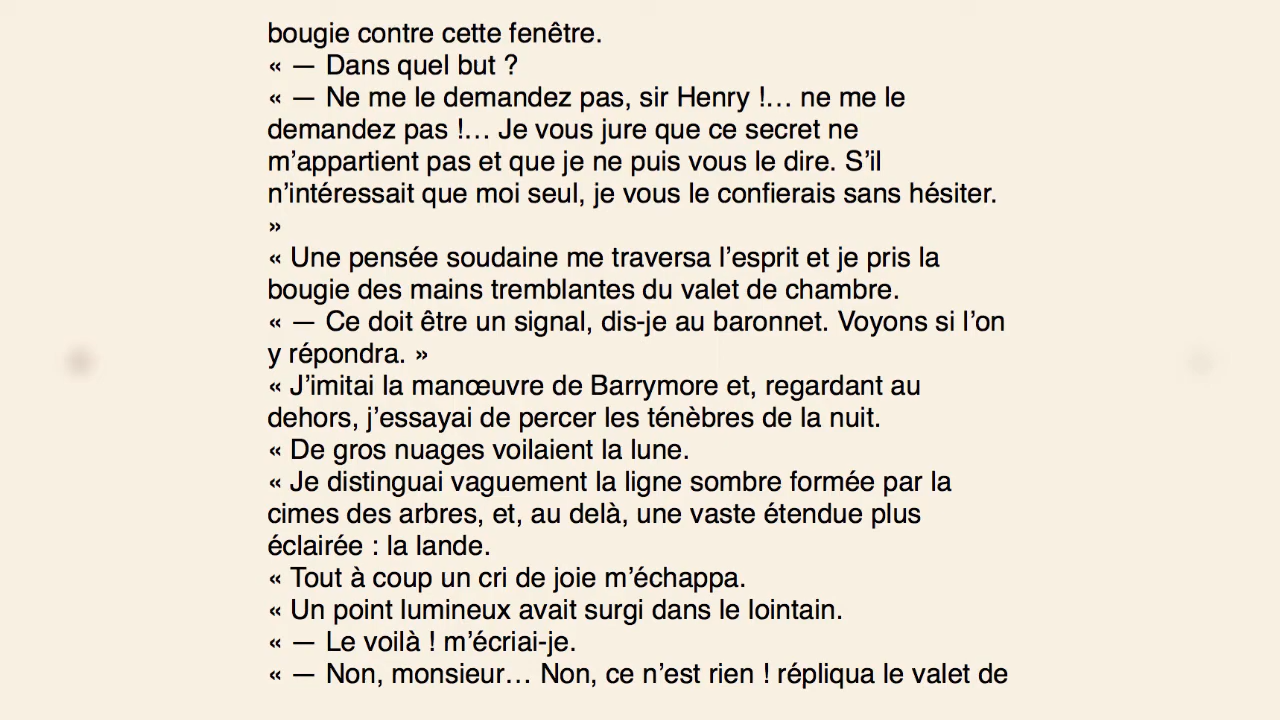 bougie contre cette fenêtre.
« — Dans quel but ?
« — Ne me le demandez pas, sir Henry !… ne me le
demandez pas !… Je vous jure que ce secret ne
m’appartient pas et que je ne puis vous le dire. S’il
n’intéressait que moi seul, je vous le confierais sans hésiter.
»
« Une pensée soudaine me traversa l’esprit et je pris la
bougie des mains tremblantes du valet de chambre.
« — Ce doit être un signal, dis-je au baronnet. Voyons si l’on
y répondra. »
« J’imitai la manœuvre de Barrymore et, regardant au
dehors, j’essayai de percer les ténèbres de la nuit.
« De gros nuages voilaient la lune.
« Je distinguai vaguement la ligne sombre formée par la
cimes des arbres, et, au delà, une vaste étendue plus
éclairée : la lande.
« Tout à coup un cri de joie m’échappa.
« Un point lumineux avait surgi dans le lointain.
« — Le voilà ! m’écriai-je.
« — Non, monsieur… Non, ce n’est rien ! répliqua le valet de